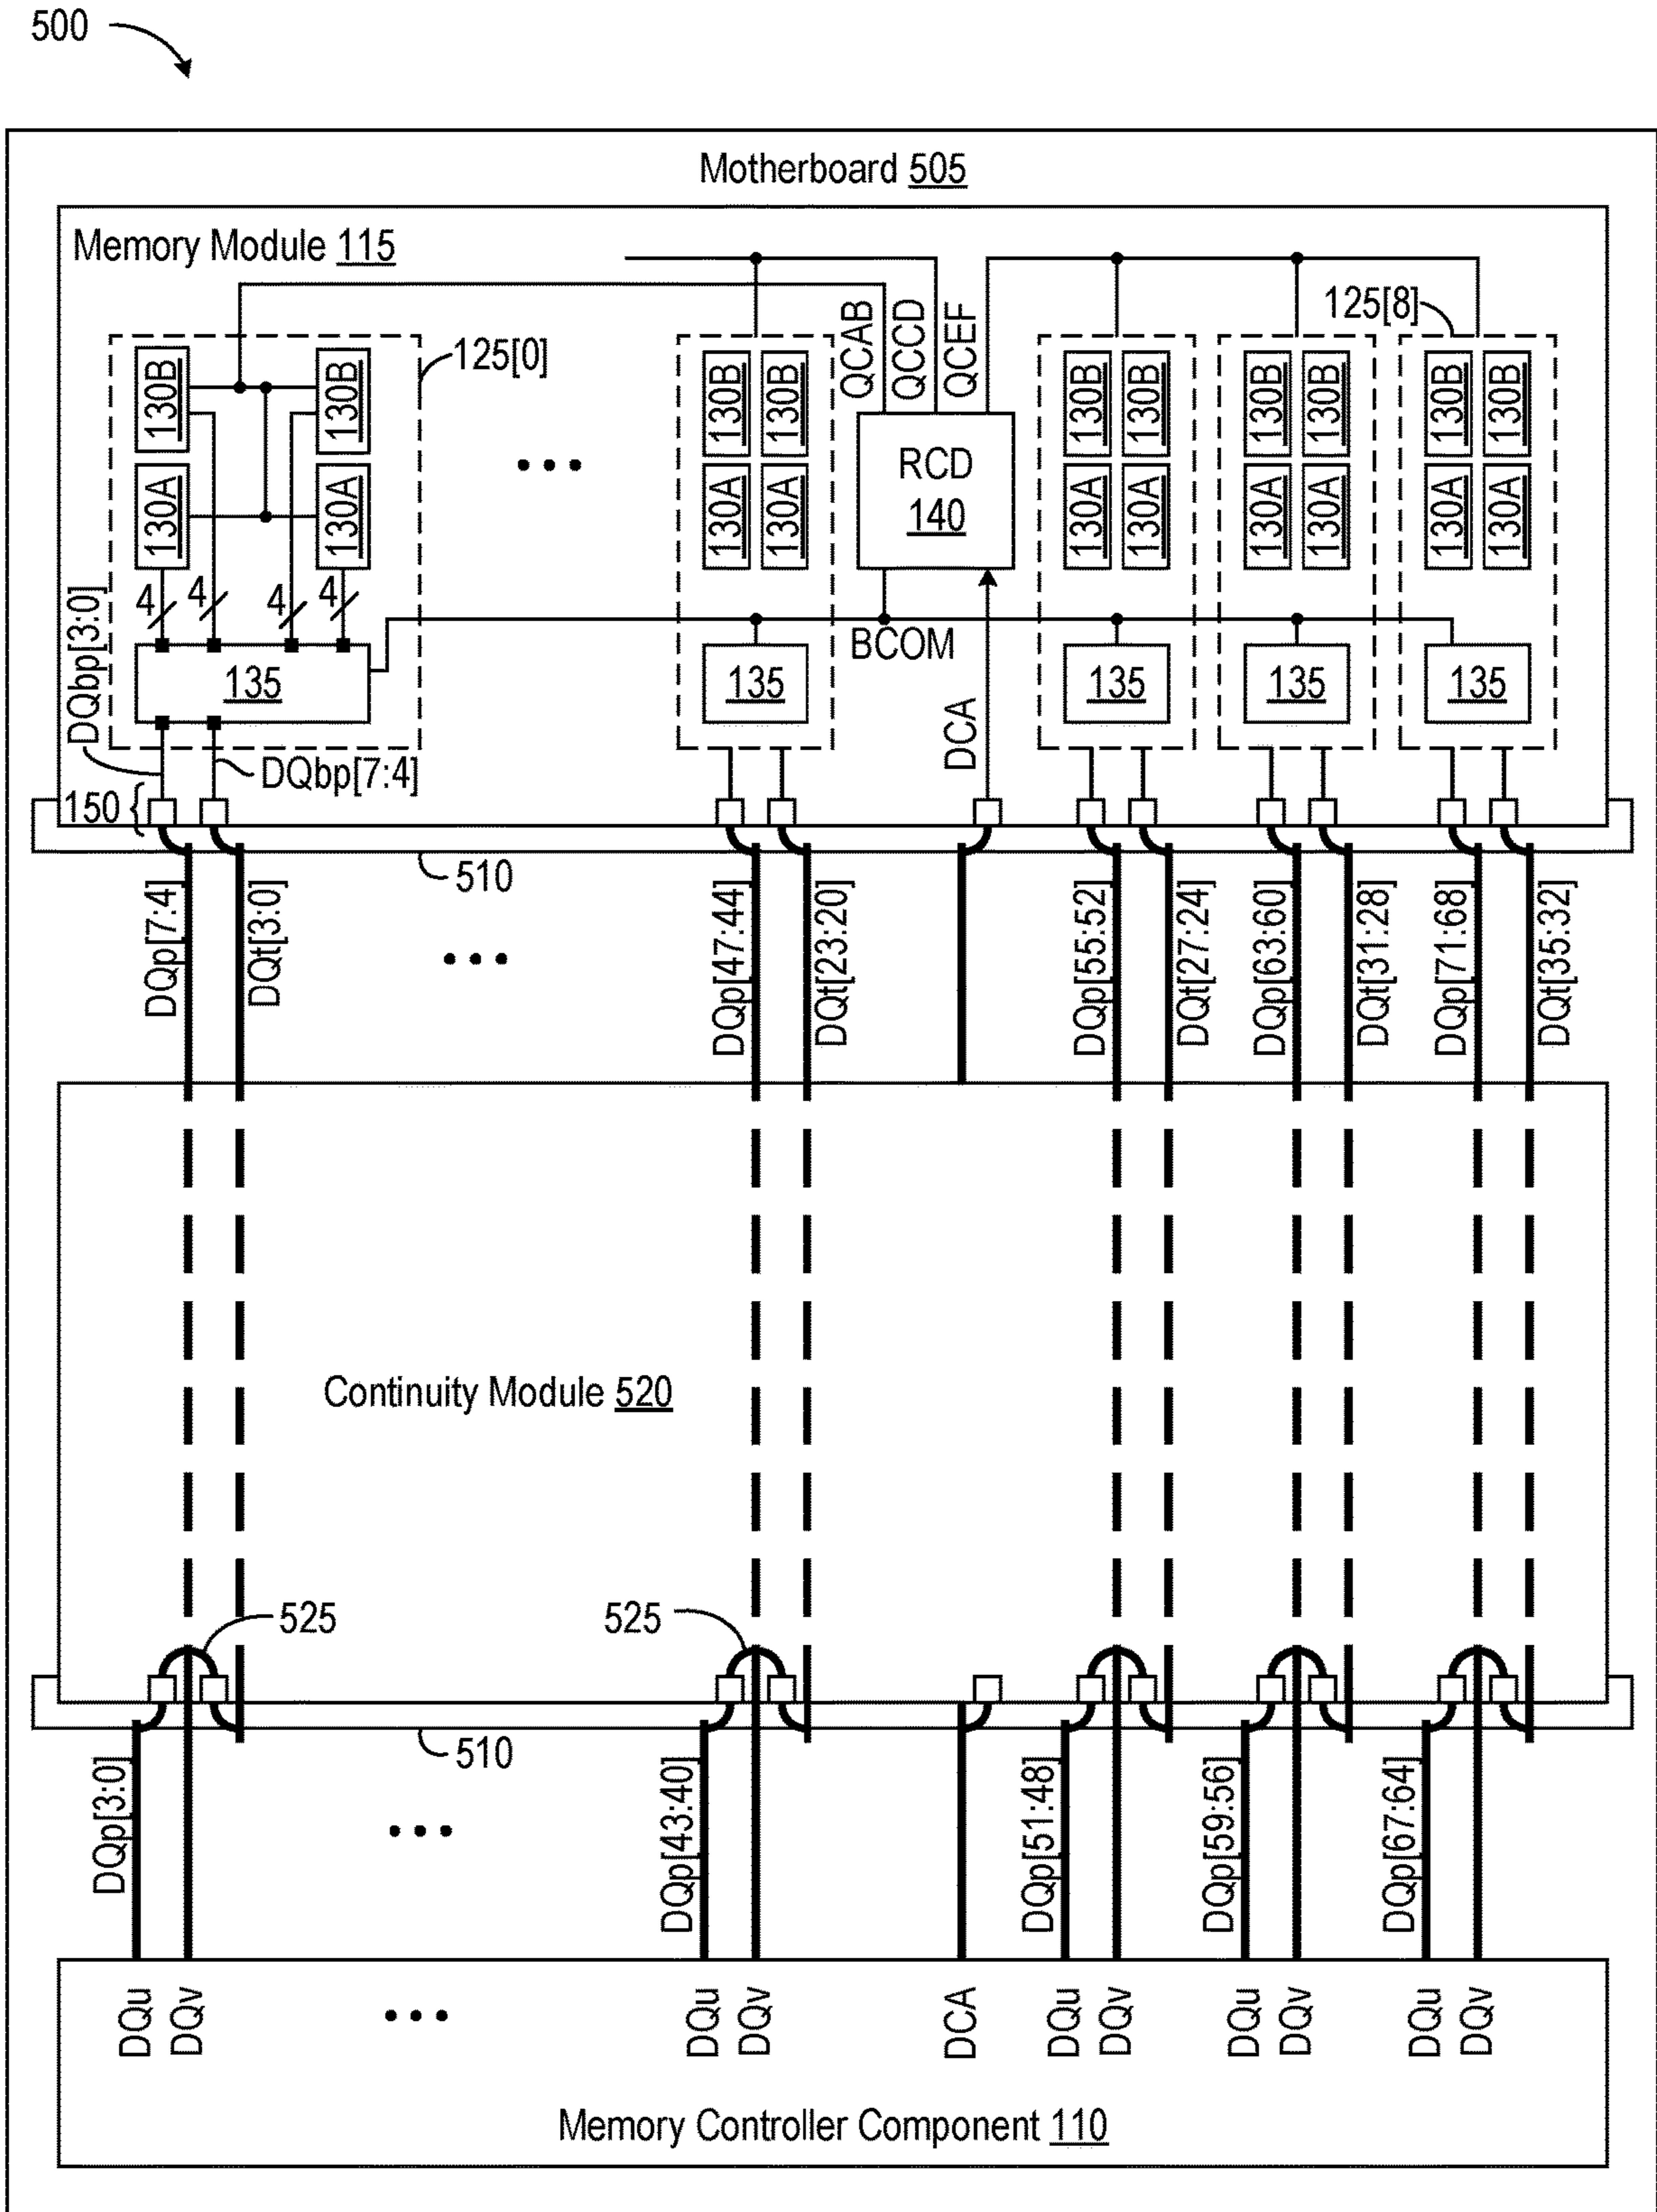 500
Motherboard 505
Memory Module 115
QCAB
QCCD
QCEF
125[8]
125[0]
130B
130B
130B
130B
130B
130B
130B
130B
130B
130B
RCD
140
130A
130A
130A
130A
130A
130A
130A
130A
130A
130A
4
4
4
4
DQbp[3:0]
BCOM
135
135
135
135
135
DCA
DQbp[7:4]
150
510
DQp[7:4]
DQt[3:0]
DQp[47:44]
DQt[23:20]
DQp[55:52]
DQt[27:24]
DQp[63:60]
DQt[31:28]
DQp[71:68]
DQt[35:32]
Continuity Module 520
525
525
510
DQp[3:0]
DQp[43:40]
DQp[51:48]
DQp[59:56]
DQp[67:64]
DQu
DQv
DQu
DQv
DCA
DQu
DQv
DQu
DQv
DQu
DQv
Memory Controller Component 110